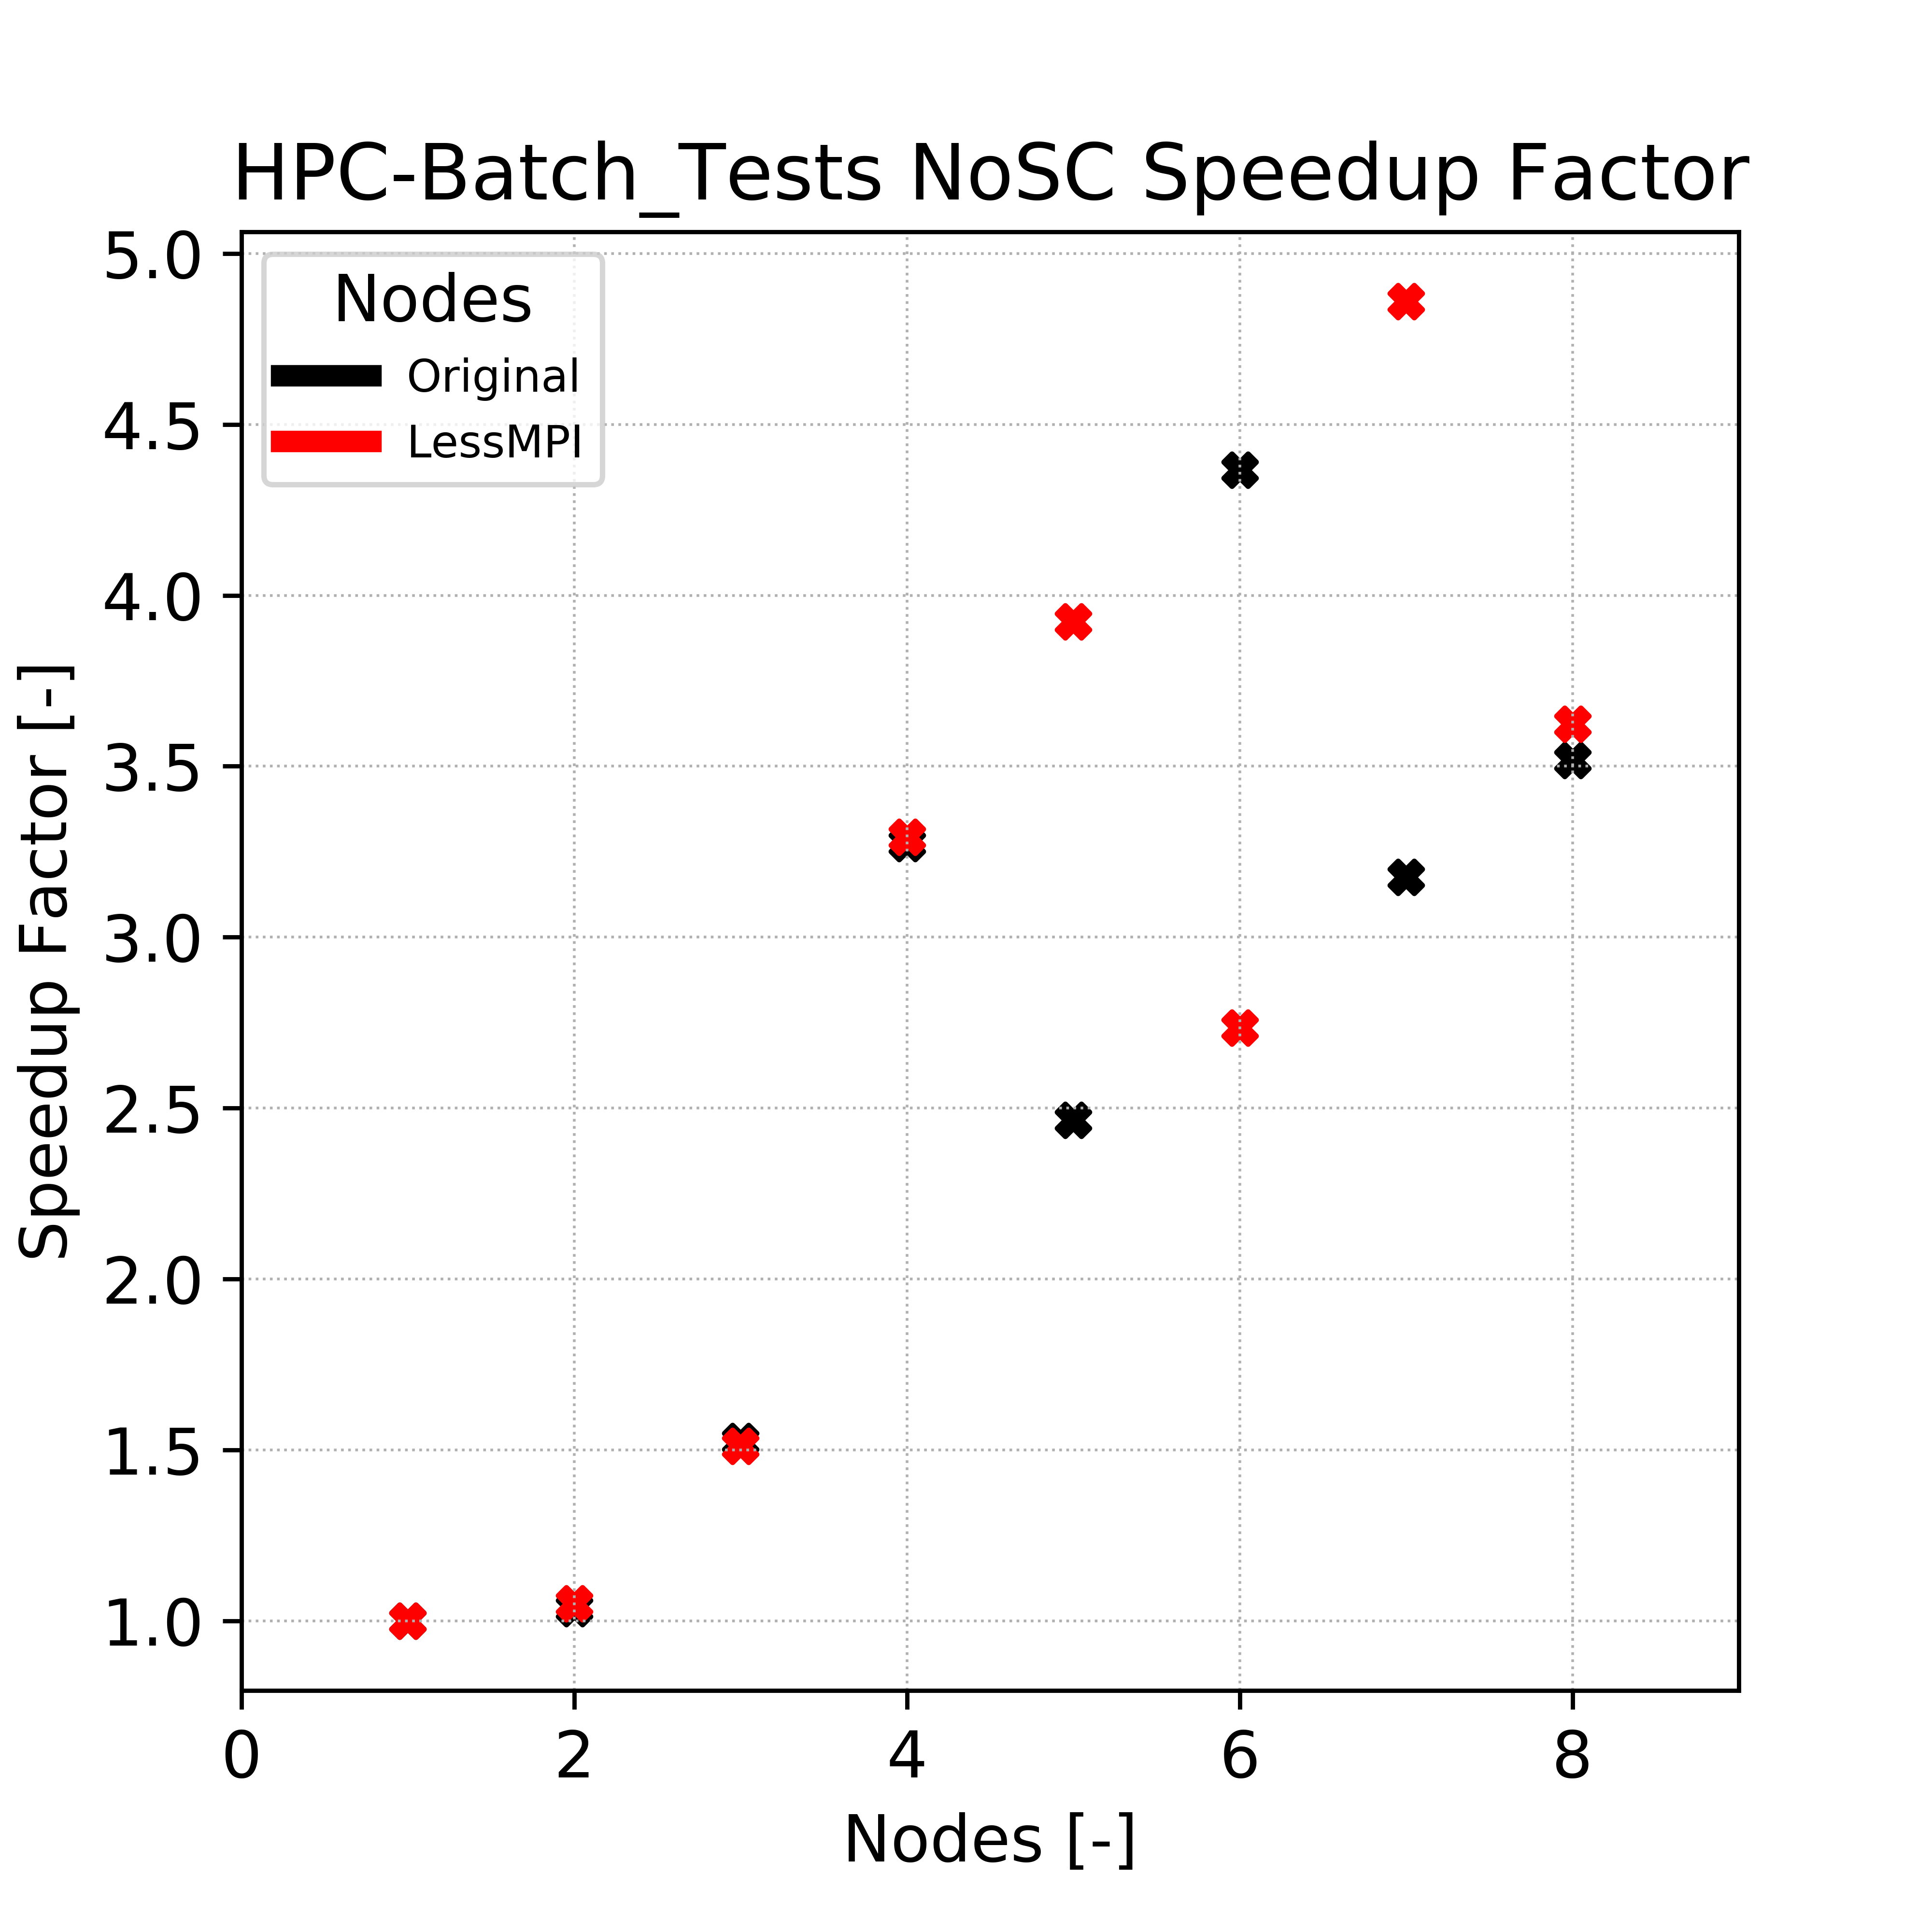 HPC-Batch_Tests NoSC Speedup Factor
5.0
4.5
4.0
3.5
3.0
2.5
2.0
1.5
1.0
Speedup Factor [-]
Nodes
Original
LessMPI
0 2 4 6 8
Nodes [-]